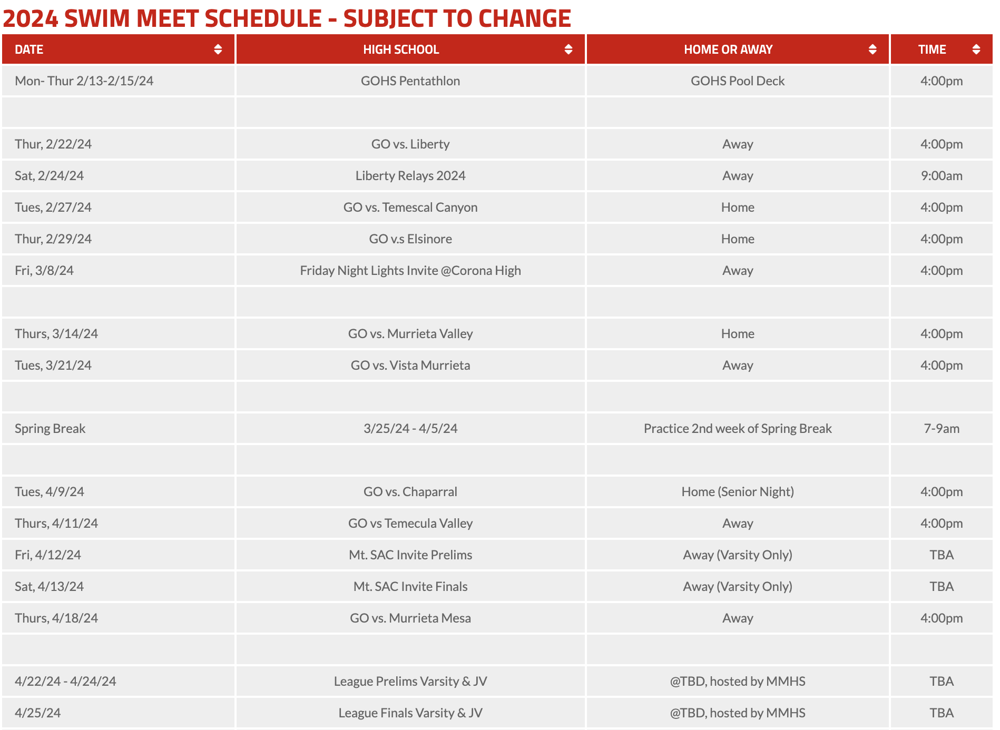 2024 SWIM MEET SCHEDULE - SUBJECT TO CHANGE
DATE HIGH SCHOOL HOME OR AWAY TIME
Mon- Thur 2/13-2/15/24 GOHS Pentathlon GOHS Pool Deck 4:00pm
Thur, 2/22/24 GO vs. Liberty Away 4:00pm
Sat, 2/24/24 Liberty Relays 2024 Away 9:00am
Tues, 2/27/24 GO vs. Temescal Canyon Home 4:00pm
Thur, 2/29/24 GO v.s Elsinore Home 4:00pm
Fri, 3/8/24 Friday Night Lights Invite @Corona High Away 4:00pm
Thurs, 3/14/24 GO vs. Murrieta Valley Home 4:00pm
Tues, 3/21/24 GO vs. Vista Murrieta Away 4:00pm
Spring Break 3/25/24 - 4/5/24 Practice 2nd week of Spring Break 7-9am
Tues, 4/9/24 GO vs. Chaparral Home (Senior Night) 4:00pm
Thurs, 4/11/24 GO vs Temecula Valley Away 4:00pm
Fri, 4/12/24 Mt. SAC Invite Prelims Away (Varsity Only) TBA
Sat, 4/13/24 Mt. SAC Invite Finals Away (Varsity Only) TBA
Thurs, 4/18/24 GO vs. Murrieta Mesa Away 4:00pm
4/22/24 - 4/24/24 League Prelims Varsity & JV @TBD, hosted by MMHS TBA
4/25/24 League Finals Varsity & JV @TBD, hosted by MMHS TBA